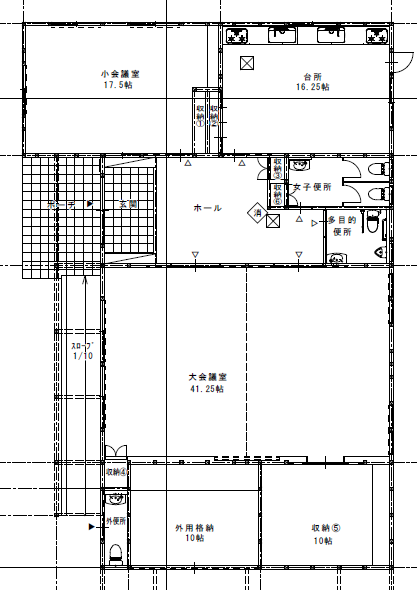 小会議室
17.5帖
台所
16.25帖
収納①
収納②
収納③
女子便所
収納⑥
ポーチ
玄関
ホール
消
多目的
便所
ｽﾛｰﾌﾟ
1/10
大会議室
41.25帖
収納④
外便所
外用格納
10帖
収納⑤
10帖